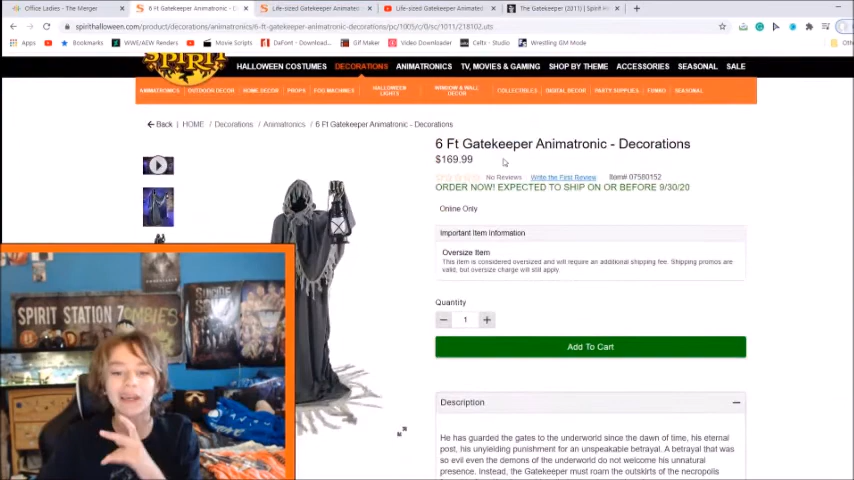 Office Ladies - The Merger
6 Ft Gatekeeper Animatronic - D
Life-sized Gatekeeper Animatro
Life-sized Gatekeeper Animatro
The Gatekeeper (2011) | Spirit H
spirithalloween.com/product/decorations/animatronics/6-ft-gatekeeper-animatronic-decorations/pc/1005/c/0/sc/1011/218102.uts
Apps
Bookmarks
WWE/AEW Renders
Movie Scripts
DaFont - Download...
Gif Maker
Video Downloader
Celtx - Studio
Wrestling GM Mode
SPIRIT
HALLOWEEN COSTUMES DECORATIONS ANIMATRONICS TV, MOVIES & GAMING SHOP BY THEME ACCESSORIES SEASONAL SALE
ANIMATRONICS OUTDOOR DECOR HOME DECOR PROPS FOG MACHINES HALLOWEEN LIGHTS WINDOW & WALL DECOR COLLECTIBLES DIGITAL DECOR PARTY SUPPLIES FUNKO SEASONAL
Back | HOME / Decorations / Animatronics / 6 Ft Gatekeeper Animatronic - Decorations
6 Ft Gatekeeper Animatronic - Decorations
$169.99
No Reviews Write the First Review Item# 07580152
ORDER NOW! EXPECTED TO SHIP ON OR BEFORE 9/30/20
Online Only
Important Item Information
Oversize Item
This item is considered oversized and will require an additional shipping fee. Shipping promos are
valid, but oversize charge will still apply.
Quantity
1
Add To Cart
Description
He has guarded the gates to the underworld since the dawn of time, his eternal
post, his unyielding punishment for an unspeakable betrayal. A betrayal that was
so evil even the demons of the underworld do not welcome his unnatural
presence. Instead, the Gatekeeper must roam the outskirts of the necropolis
SPIRIT STATION 7
ZOMBIES
SUICIDE